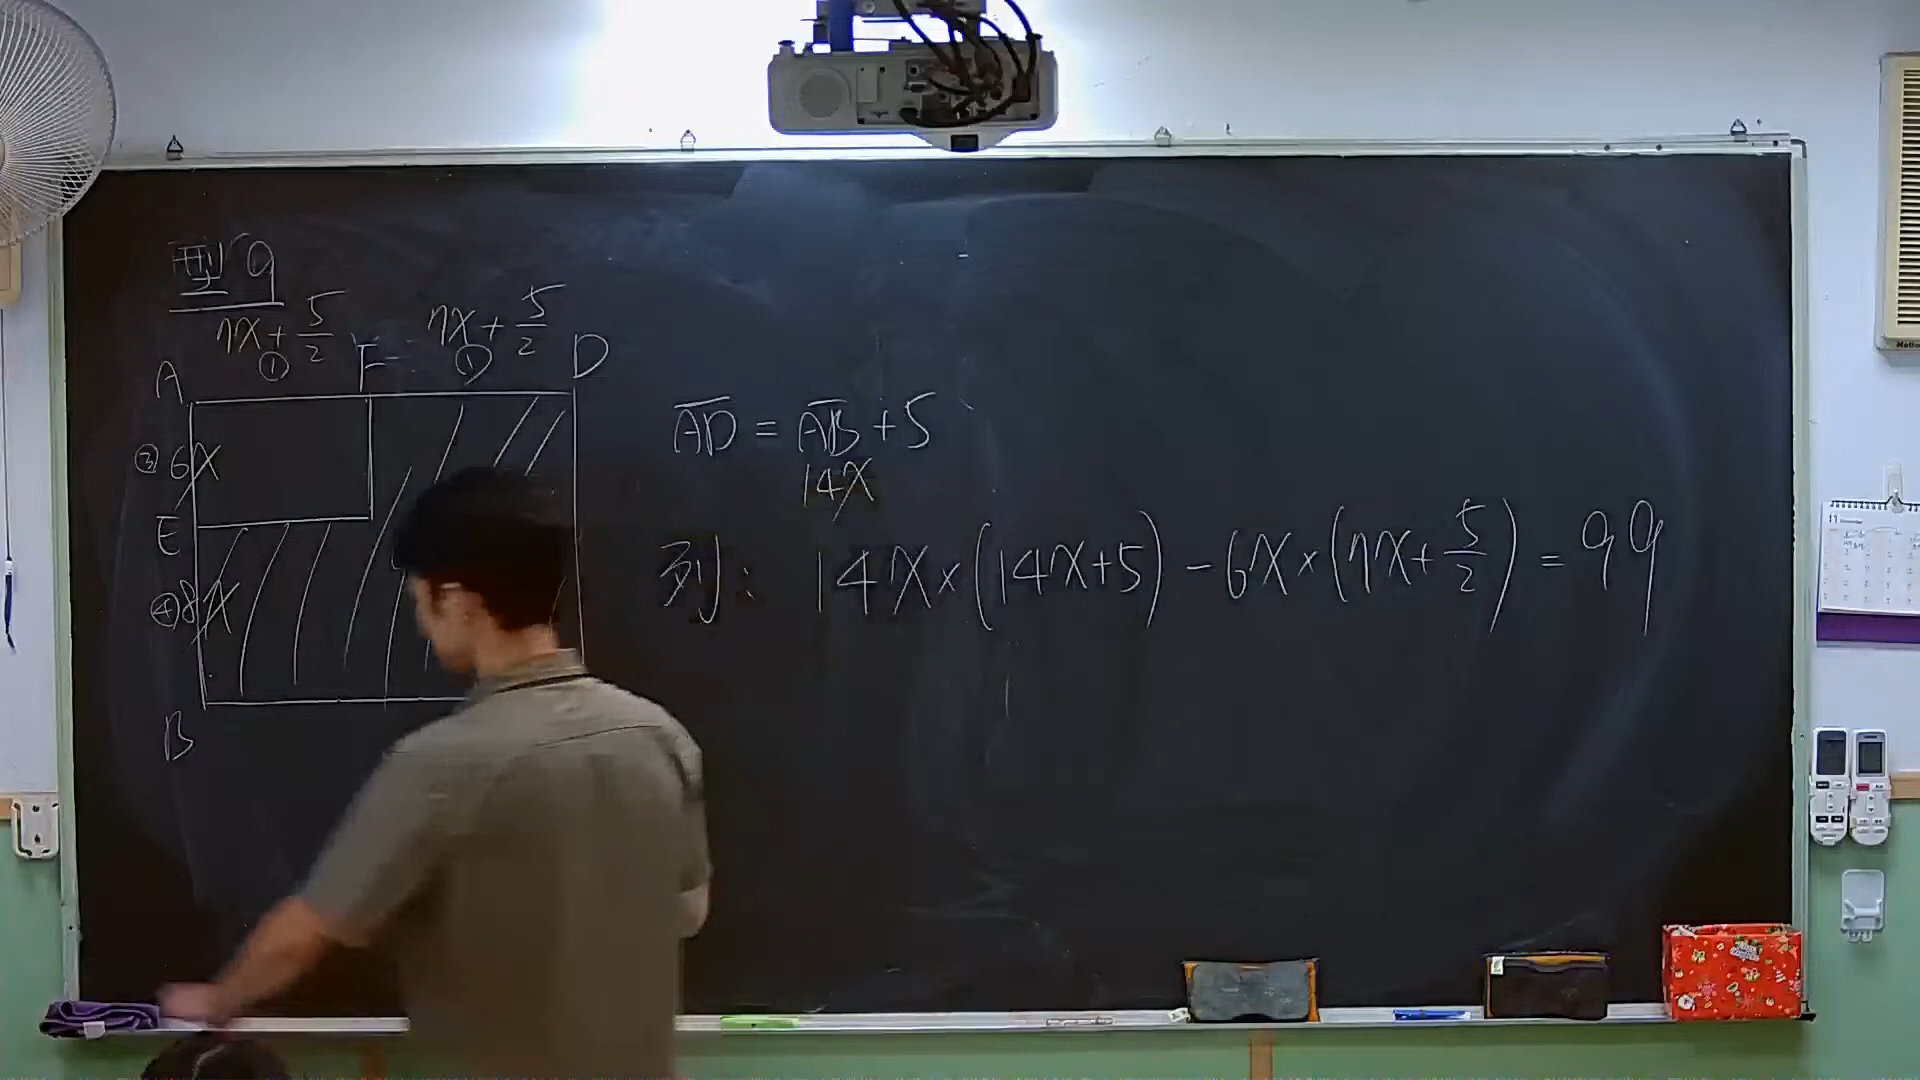 型9
7x + 5/2 7x + 5/2
① ①
A F D
③ 6x
E
④ 8x
B
AD = AB + 5
14x
列: 14x × (14x+5) - 6x × (7x + 5/2) = 99